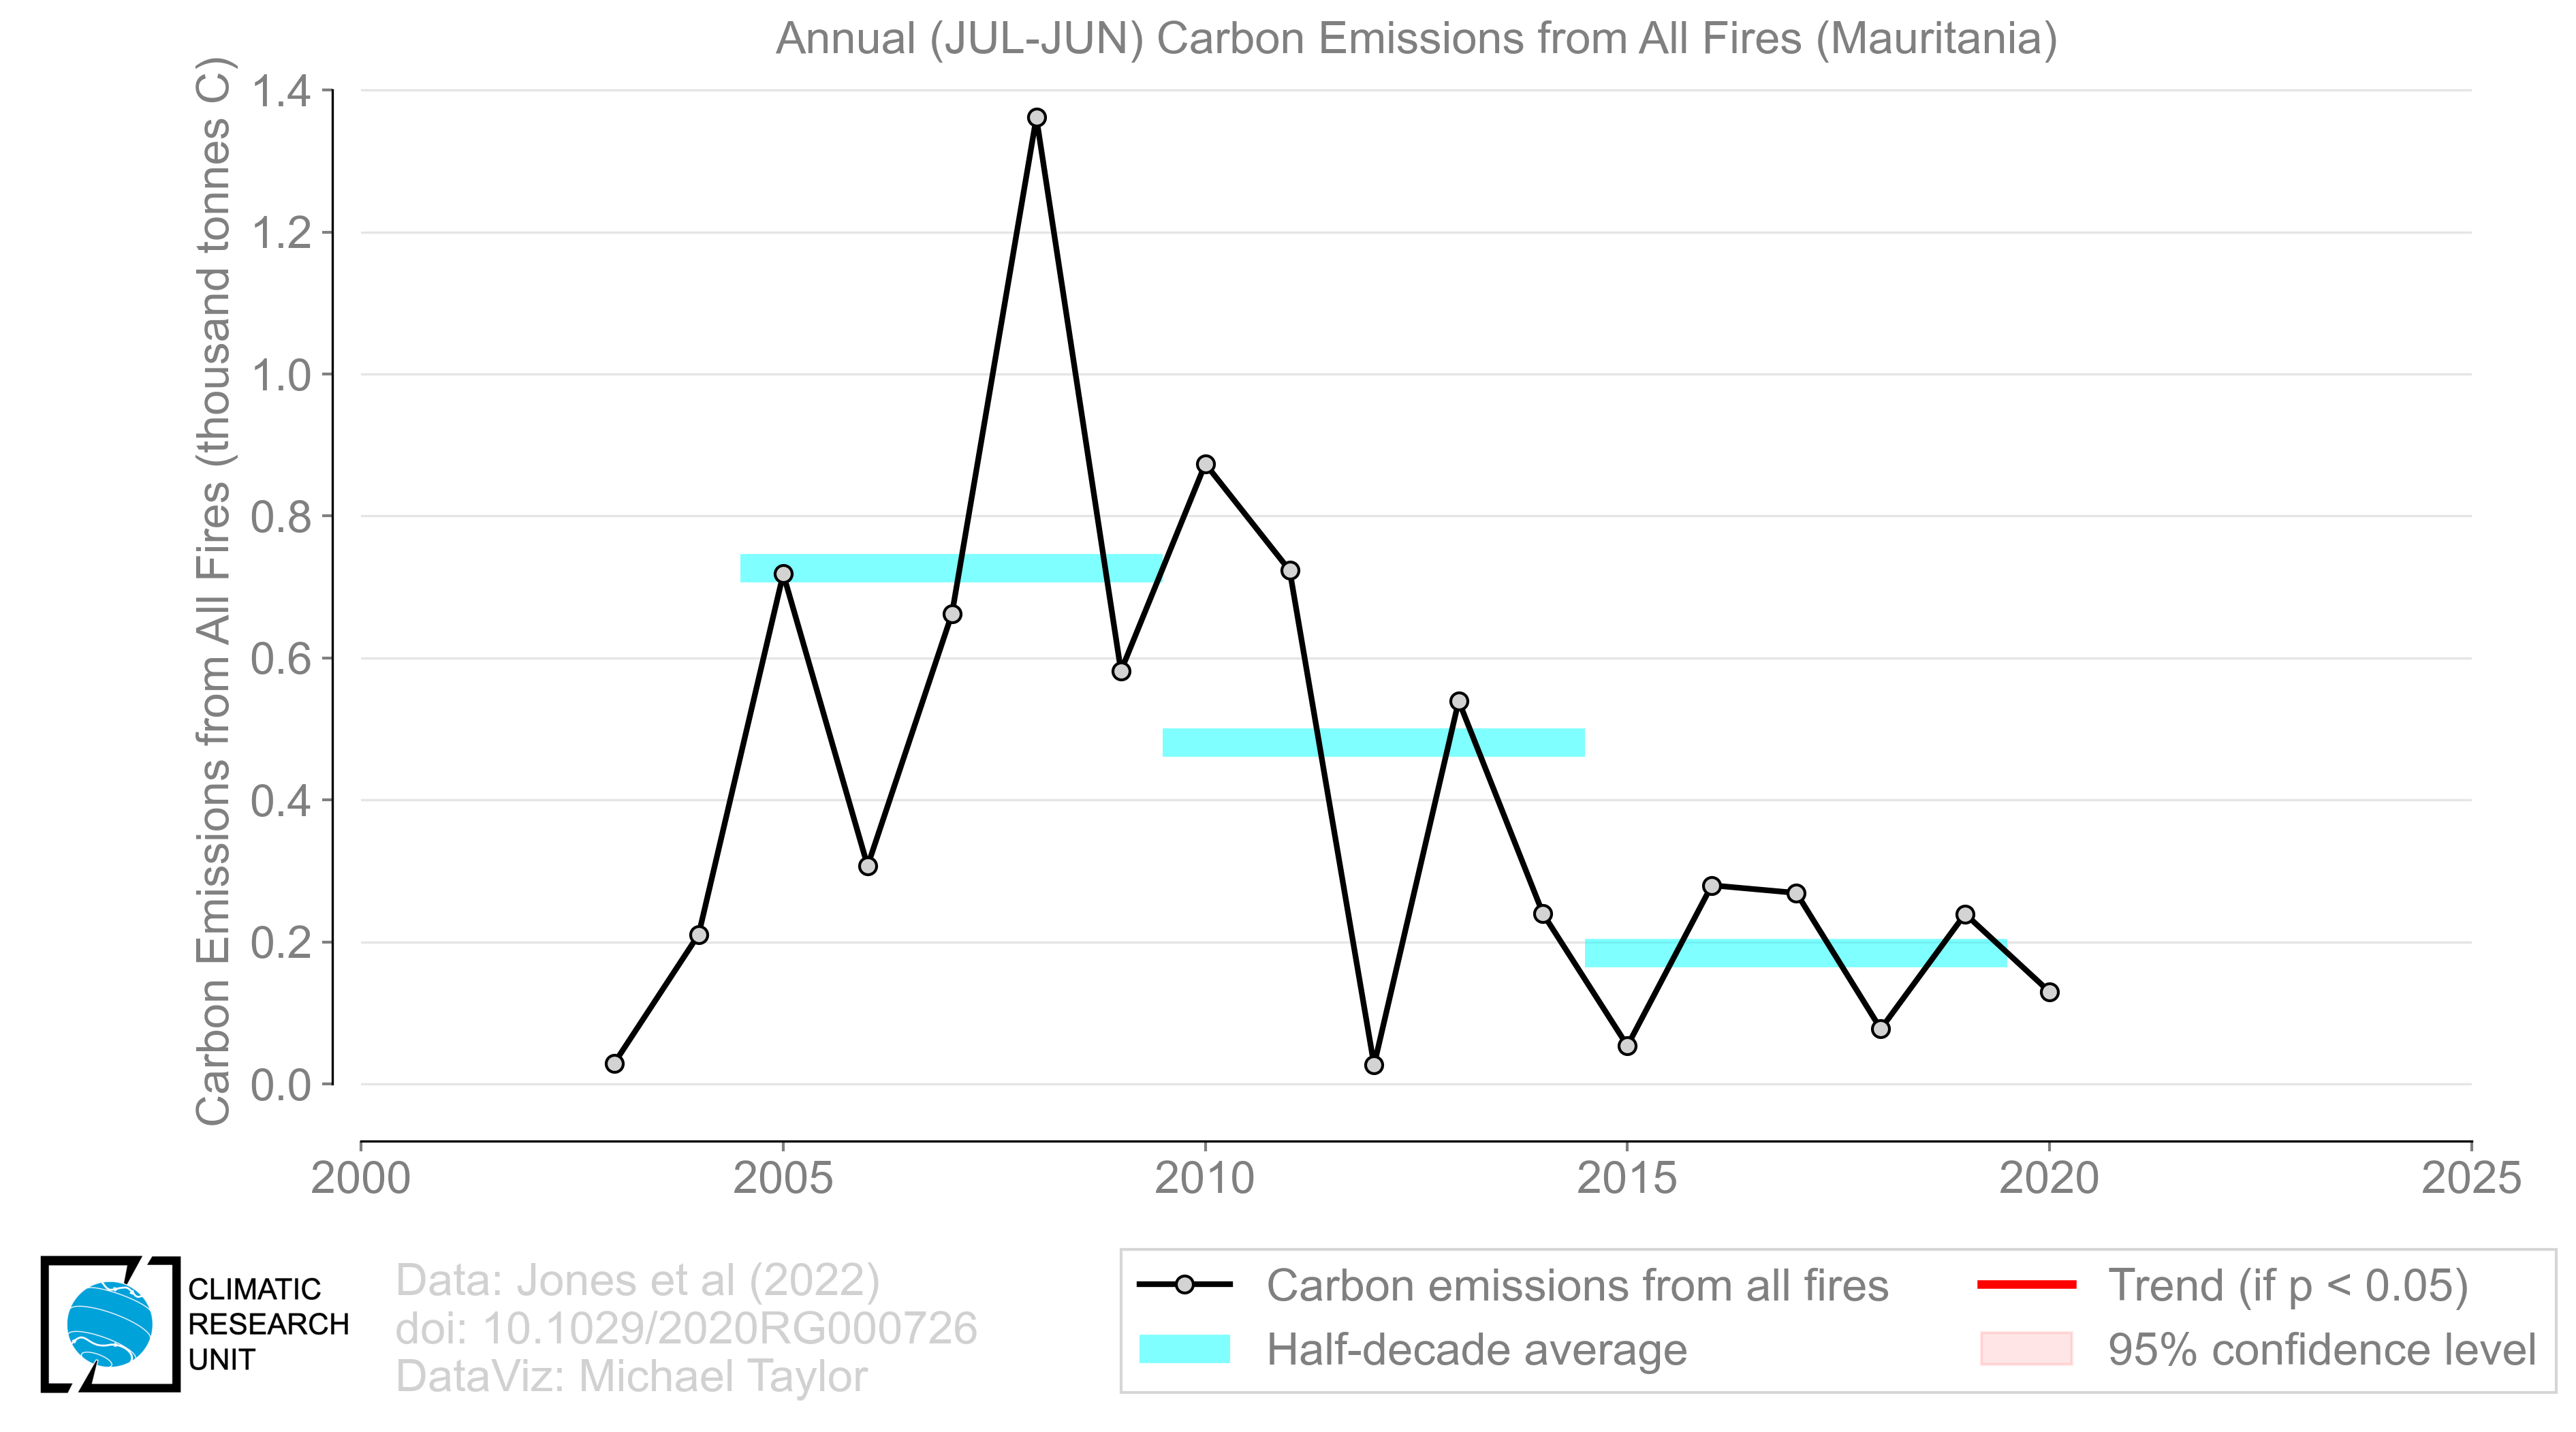 Annual (JUL-JUN) Carbon Emissions from All Fires (Mauritania)
Carbon Emissions from All Fires (thousand tonnes C)
1.4
1.2
1.0
0.8
0.6
0.4
0.2
0.0
2000 2005 2010 2015 2020 2025
CLIMATIC
RESEARCH
UNIT
Data: Jones et al (2022)
doi: 10.1029/2020RG000726
DataViz: Michael Taylor
Carbon emissions from all fires
Half-decade average
Trend (if p < 0.05)
95% confidence level